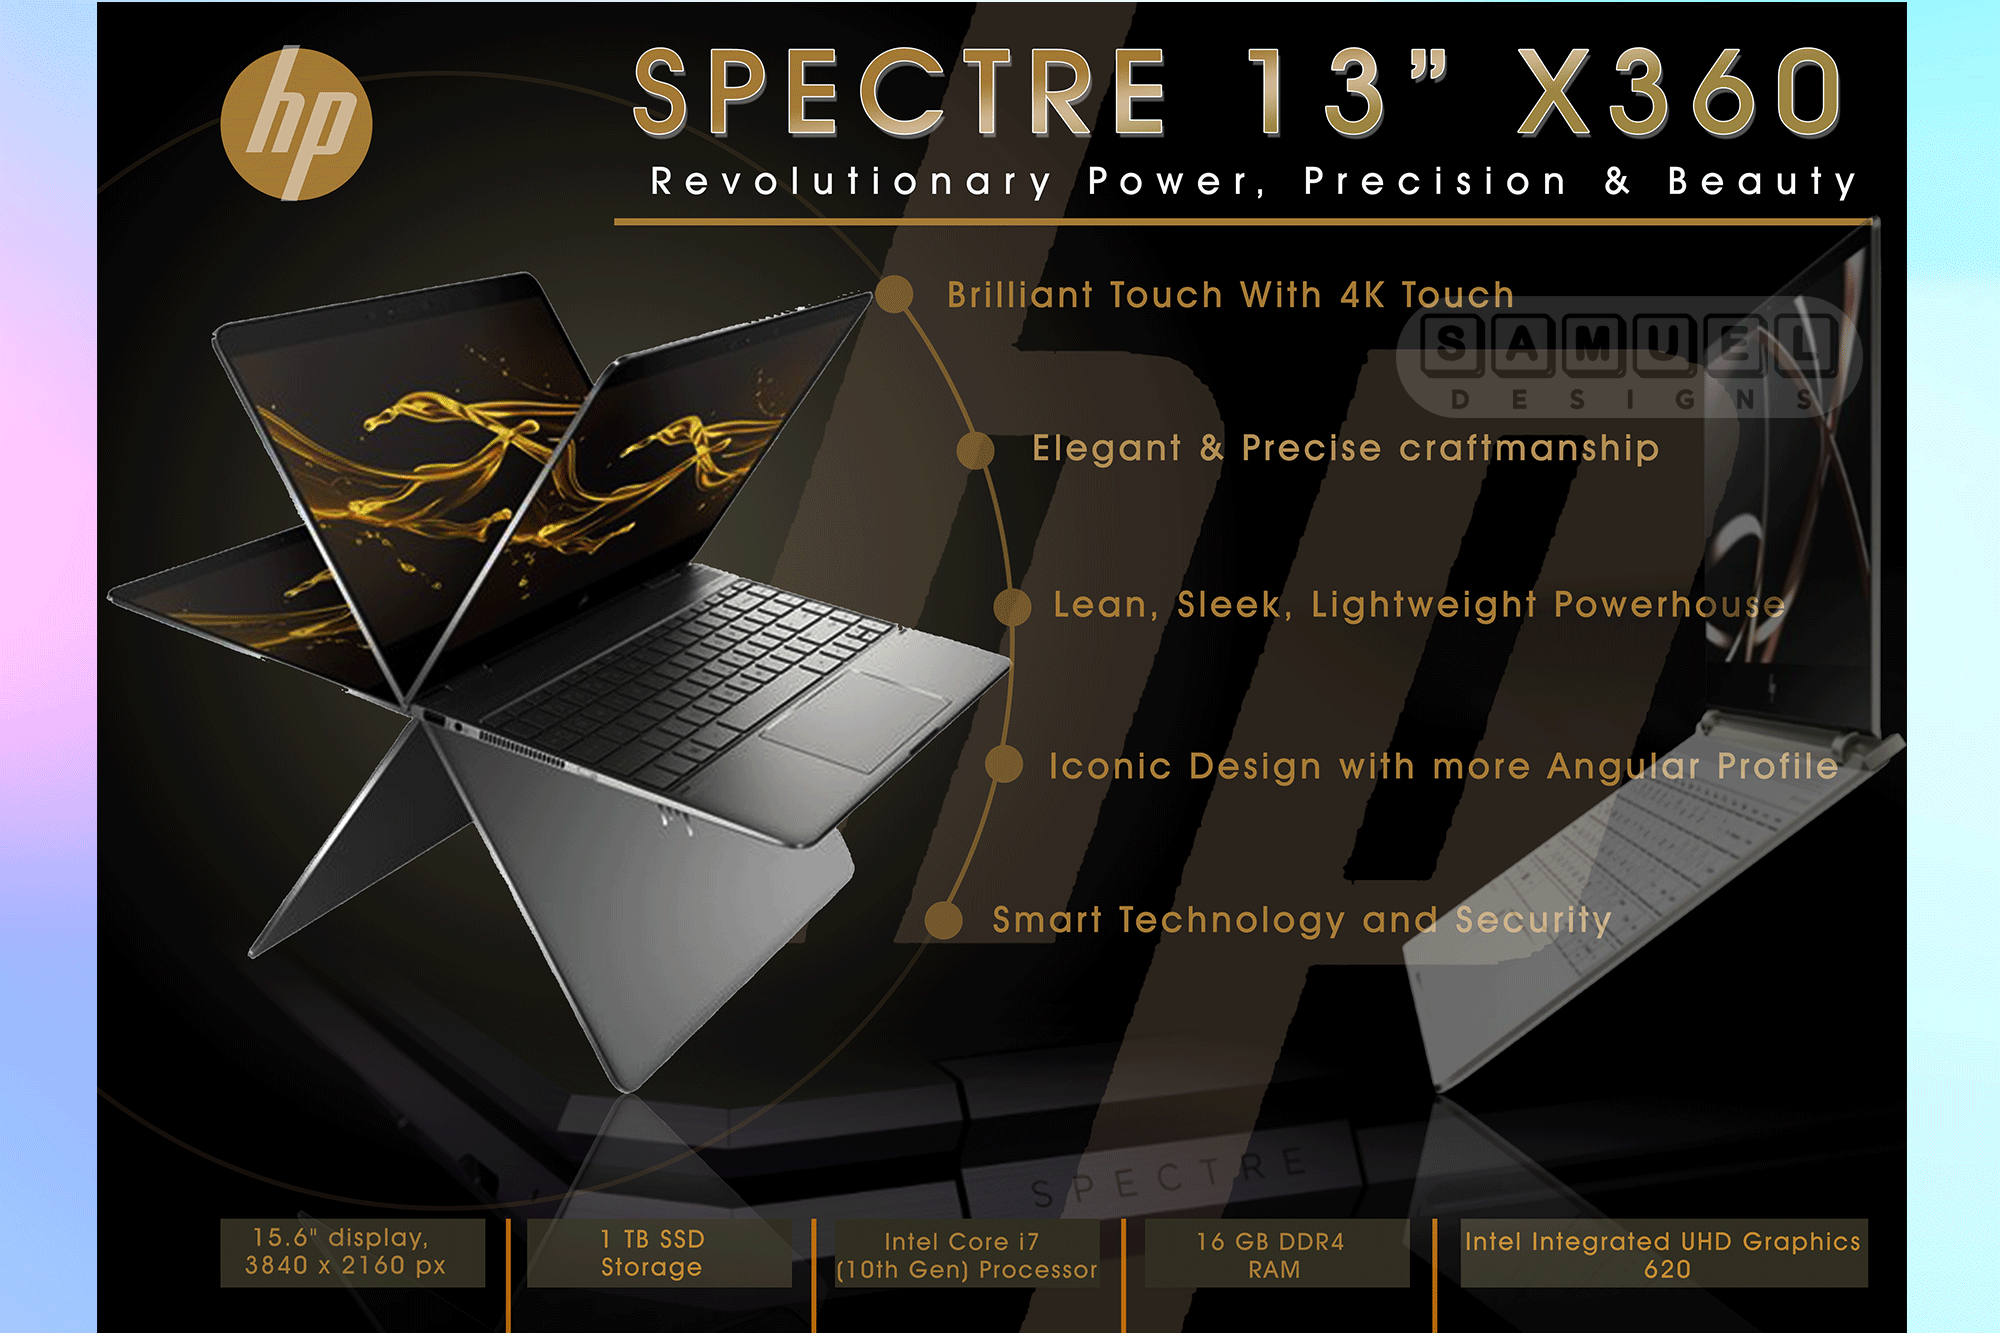 hp
SPECTRE 13” X360
Revolutionary Power, Precision & Beauty
Brilliant Touch With 4K Touch
SAMUEL
DESIGNS
Elegant & Precise craftmanship
Lean, Sleek, Lightweight Powerhouse
Iconic Design with more Angular Profile
Smart Technology and Security
SPECTRE
15.6" display,
3840 x 2160 px
1 TB SSD
Storage
Intel Core i7
(10th Gen) Processor
16 GB DDR4
RAM
Intel Integrated UHD Graphics
620